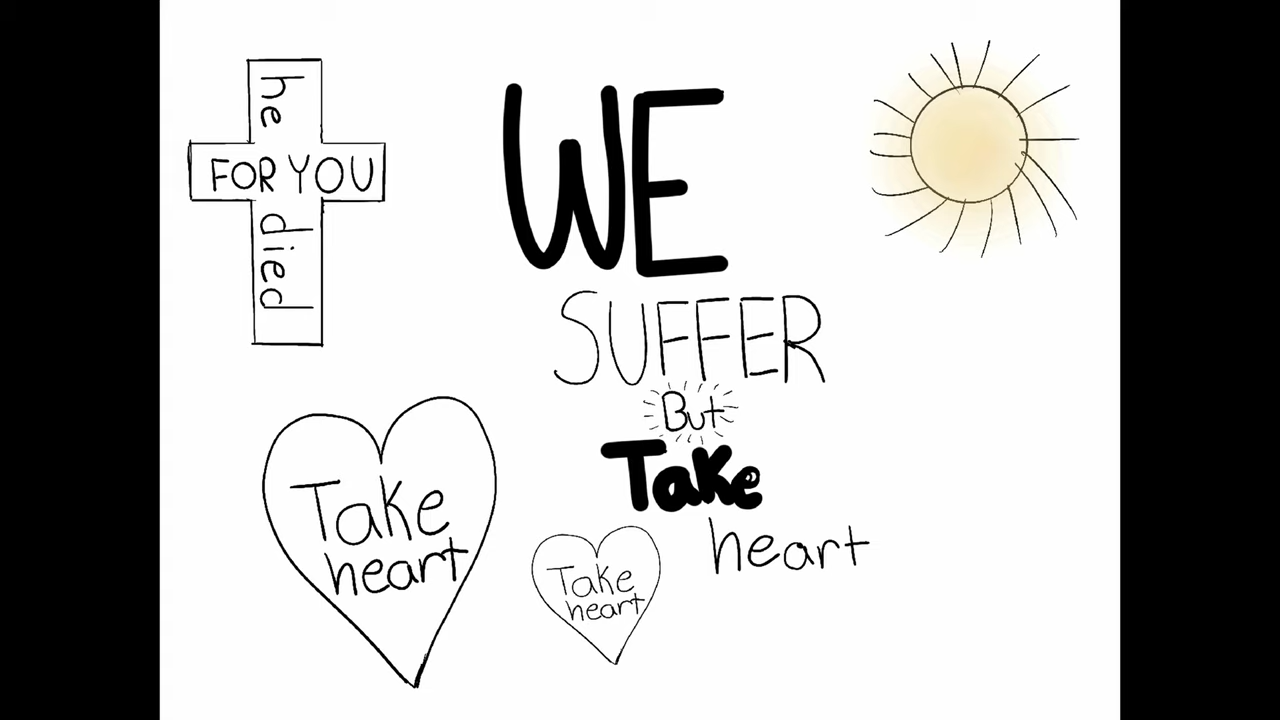 he
FOR YOU
died
WE
SUFFER
But
Take
heart
Take
heart
Take
heart